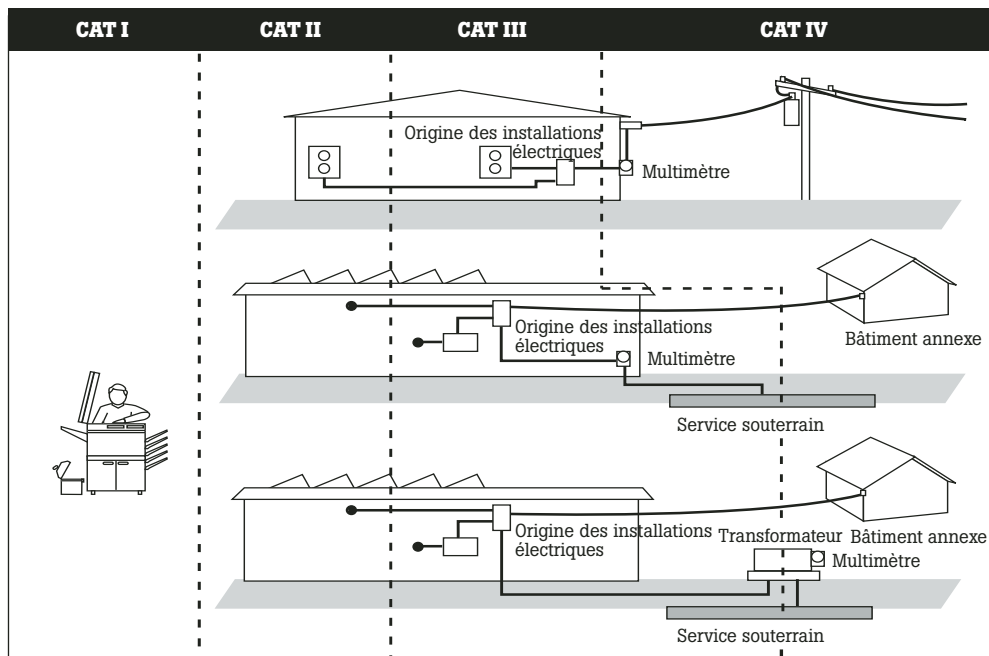 CAT I
CAT II
CAT III
CAT IV
Origine des installations
électriques
Multimètre
Bâtiment annexe
Origine des installations
électriques
Multimètre
Service souterrain
Origine des installations
électriques
Transformateur
Bâtiment annexe
Multimètre
Service souterrain